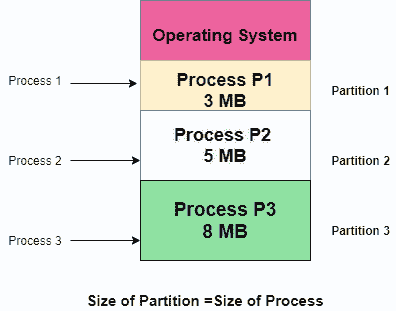 Operating System
Process 1
Process P1
3 MB
Partition 1
Process 2
Process P2
5 MB
Partition 2
Process 3
Process P3
8 MB
Partition 3
Size of Partition =Size of Process